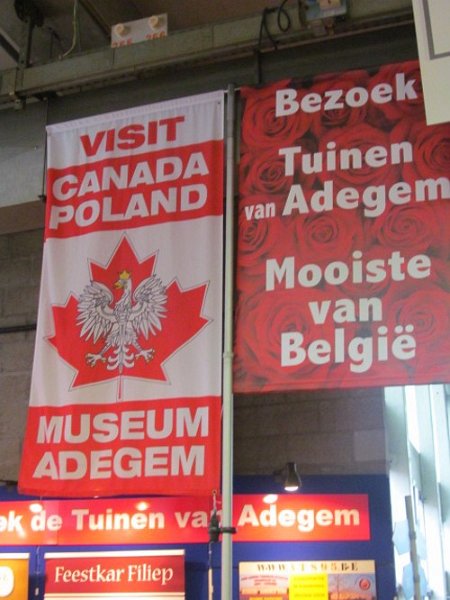 VISIT
CANADA
POLAND
MUSEUM
ADEGEM
Bezoek
Tuinen
van Adegem
Mooiste
van
België
ek de Tuinen van Adegem
Feestkar Filiep